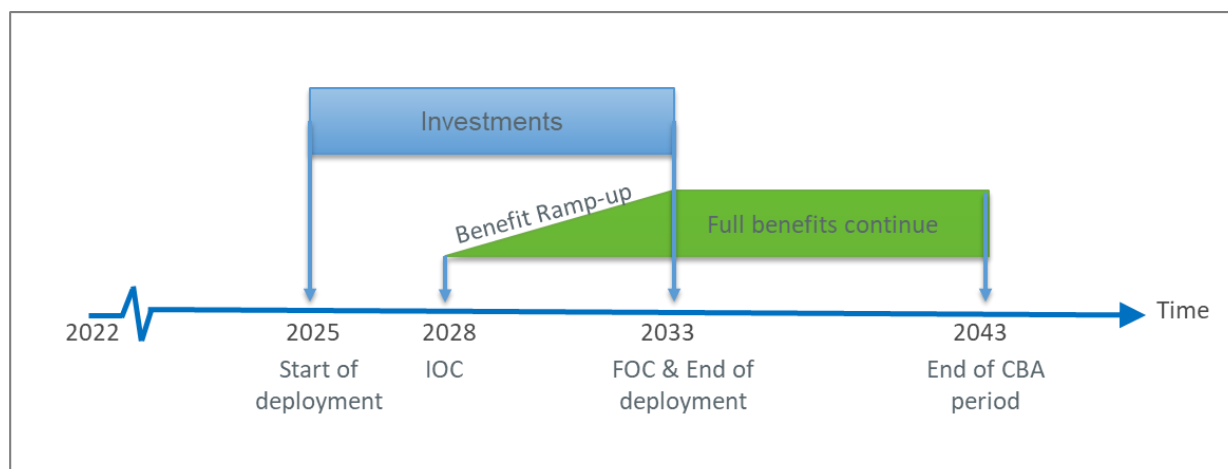 Investments
Benefit Ramp-up
Full benefits continue
Time
2022
2025
2028
2033
2043
Start of
deployment
IOC
FOC & End of
deployment
End of CBA
period